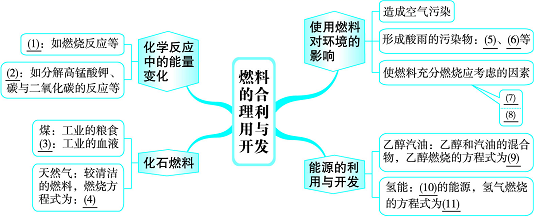 (1)：如燃烧反应等
(2)：如分解高锰酸钾、
碳与二氧化碳的反应等
化学反应
中的能量
变化
煤：工业的粮食
(3)：工业的血液
天然气：较清洁
的燃料，燃烧方
程式为：(4)
化石燃料
燃料
的合
理利
用与
开发
使用燃料
对环境的
影响
造成空气污染
形成酸雨的污染物：(5)、(6)等
使燃料充分燃烧应考虑的因素
(7)
(8)
能源的利
用与开发
乙醇汽油：乙醇和汽油的混合
物，乙醇燃烧的方程式为(9)
氢能：(10)的能源，氢气燃烧
的方程式为(11)